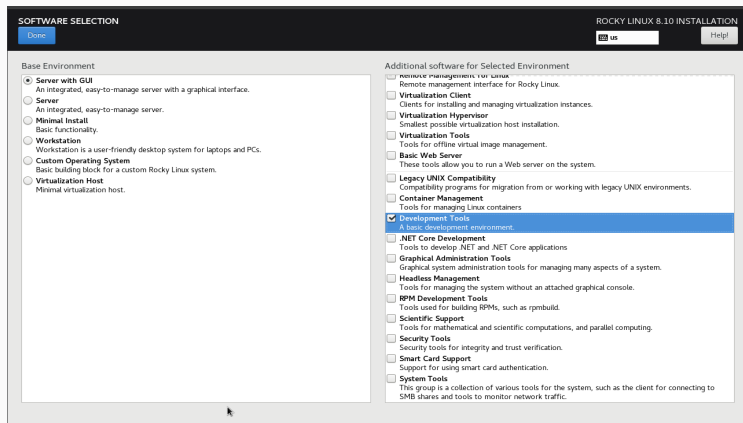 SOFTWARE SELECTION
Done
ROCKY LINUX 8.10 INSTALLATION
us
Help!
Base Environment
Server with GUI
An integrated, easy-to-manage server with a graphical interface.
Server
An integrated, easy-to-manage server.
Minimal Install
Basic functionality.
Workstation
Workstation is a user-friendly desktop system for laptops and PCs.
Custom Operating System
Basic building block for a custom Rocky Linux system.
Virtualization Host
Minimal virtualization host.
Additional software for Selected Environment
Remote Management for Linux
Remote management interface for Rocky Linux.
Virtualization Client
Clients for installing and managing virtualization instances.
Virtualization Hypervisor
Smallest possible virtualization host installation.
Virtualization Tools
Tools for offline virtual image management.
Basic Web Server
These tools allow you to run a Web server on the system.
Legacy UNIX Compatibility
Compatibility programs for migration from or working with legacy UNIX environments.
Container Management
Tools for managing Linux containers
Development Tools
A basic development environment.
.NET Core Development
Tools to develop .NET and .NET Core applications
Graphical Administration Tools
Graphical system administration tools for managing many aspects of a system.
Headless Management
Tools for managing the system without an attached graphical console.
RPM Development Tools
Tools used for building RPMs, such as rpmbuild.
Scientific Support
Tools for mathematical and scientific computations, and parallel computing.
Security Tools
Security tools for integrity and trust verification.
Smart Card Support
Support for using smart card authentication.
System Tools
This group is a collection of various tools for the system, such as the client for connecting to
SMB shares and tools to monitor network traffic.